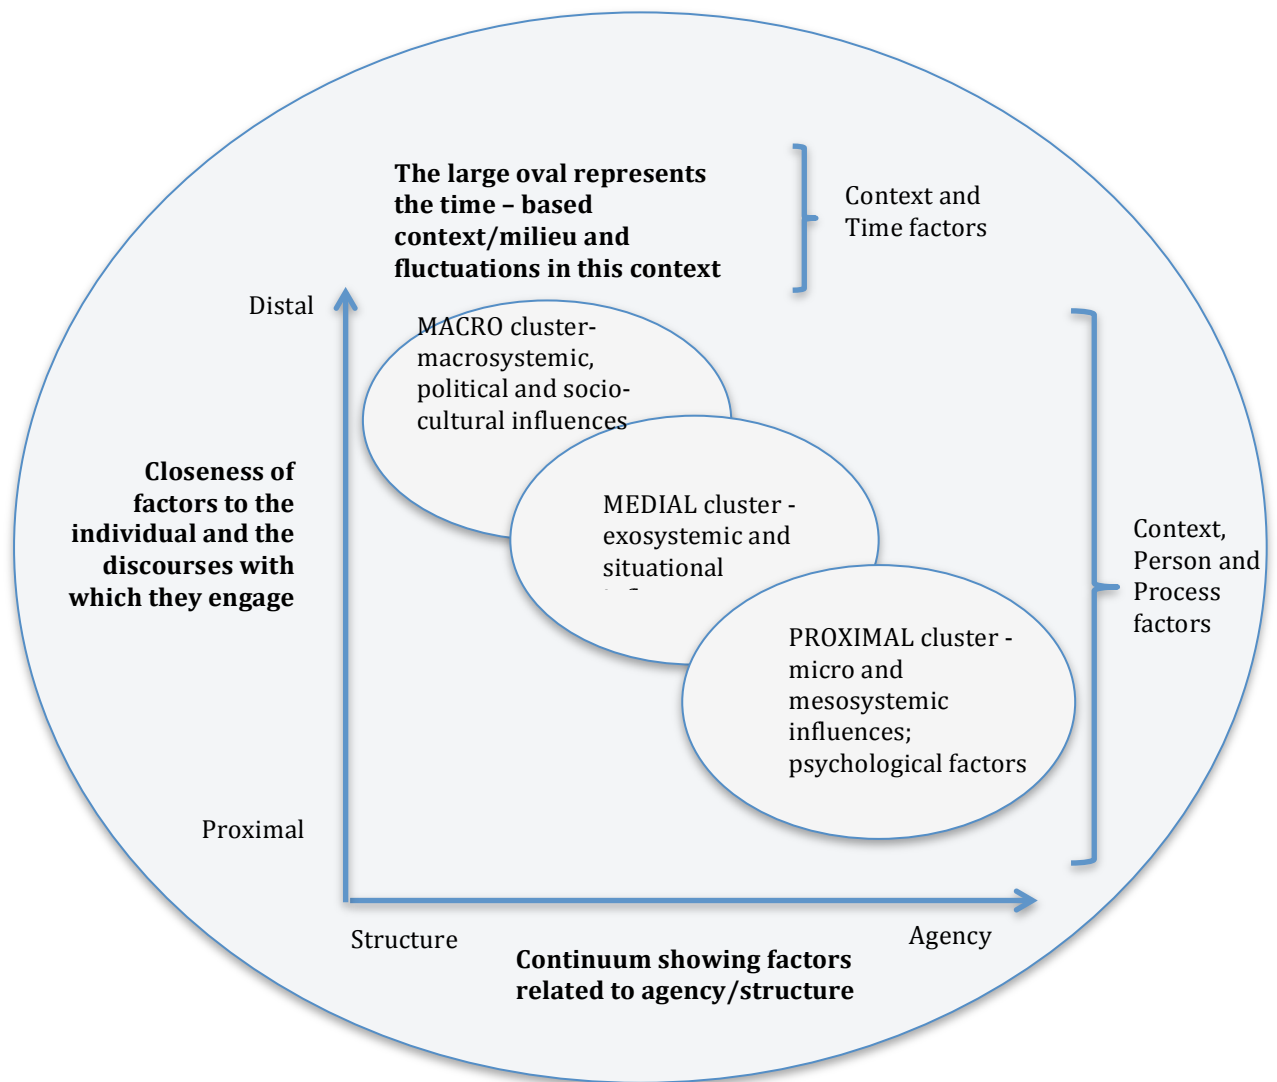 The large oval represents
the time – based
context/milieu and
fluctuations in this context
Context and
Time factors
Distal
MACRO cluster-
macrosystemic,
political and socio-
cultural influences
Closeness of
factors to the
individual and the
discourses with
which they engage
MEDIAL cluster -
exosystemic and
situational
Context,
Person and
Process
factors
PROXIMAL cluster -
micro and
mesosystemic
influences;
psychological factors
Proximal
Structure
Agency
Continuum showing factors
related to agency/structure